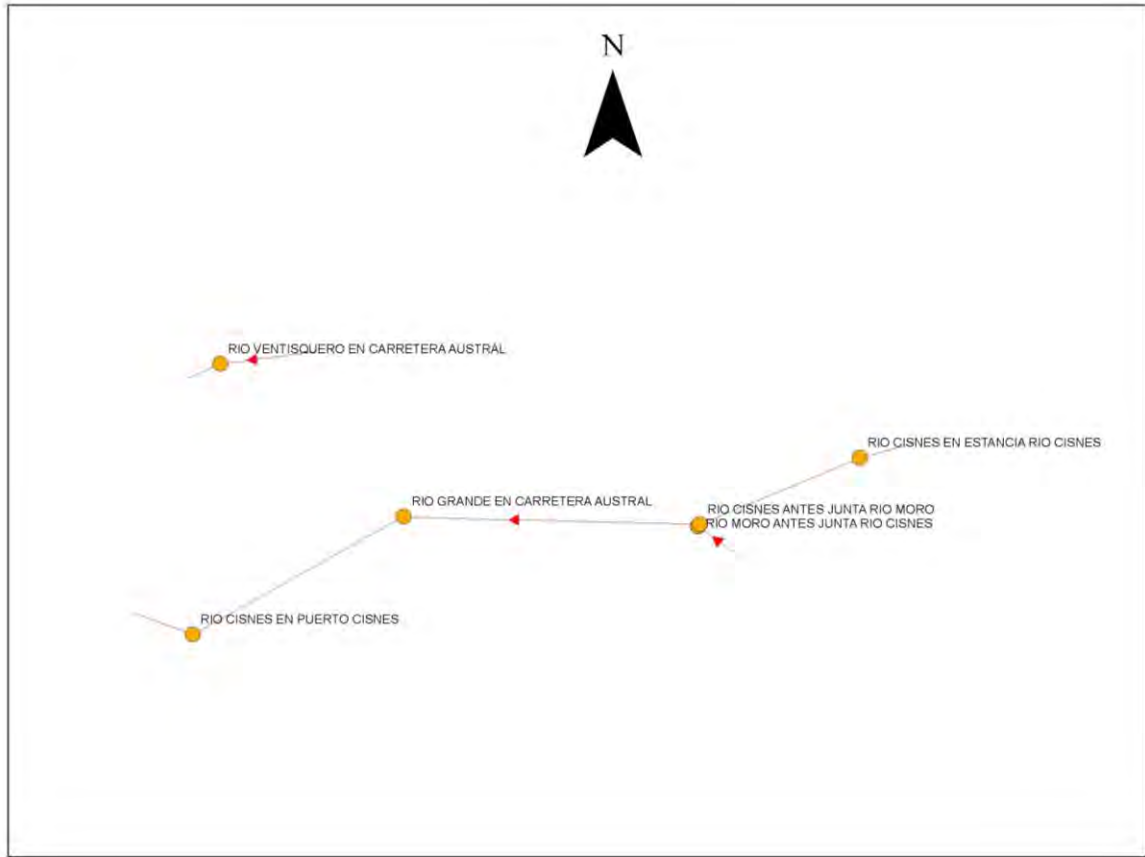 N
RIO VENTISQUERO EN CARRETERA AUSTRAL
RIO CISNES EN ESTANCIA RIO CISNES
RIO GRANDE EN CARRETERA AUSTRAL
RIO CISNES ANTES JUNTA RIO MORO
RIO MORO ANTES JUNTA RIO CISNES
RIO CISNES EN PUERTO CISNES